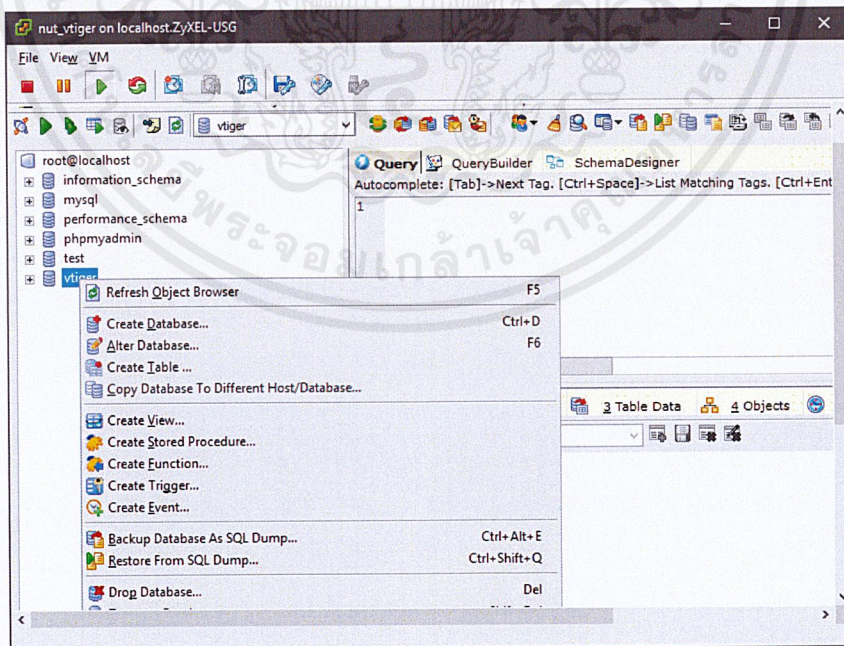 nut_vtiger on localhost.ZyXEL-USG
File View VM
vtiger
root@localhost
information_schema
mysql
performance_schema
phpmyadmin
test
vtiger
Query QueryBuilder SchemaDesigner
Autocomplete: [Tab]->Next Tag. [Ctrl+Space]->List Matching Tags. [Ctrl+Ent
1
Refresh Object Browser F5
Create Database... Ctrl+D
Alter Database... F6
Create Table ...
Copy Database To Different Host/Database...
Create View...
Create Stored Procedure...
Create Function...
Create Trigger...
Create Event...
Backup Database As SQL Dump... Ctrl+Alt+E
Restore From SQL Dump... Ctrl+Shift+Q
Drop Database... Del
3 Table Data 4 Objects